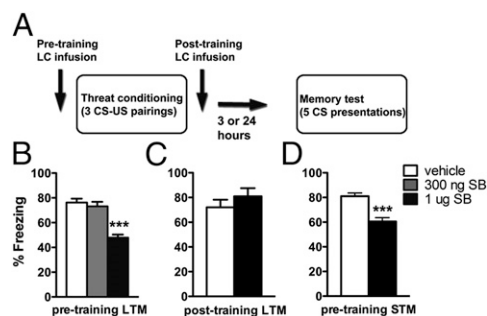 A
Pre-training
LC infusion
Post-training
LC infusion
Threat conditioning
(3 CS-US pairings)
3 or 24
hours
Memory test
(5 CS presentations)
B
C
D
vehicle
300 ng SB
1 ug SB
% Freezing
100
80
60
40
20
0
***
pre-training LTM
100
80
60
40
20
0
post-training LTM
100
80
60
40
20
0
***
pre-training STM